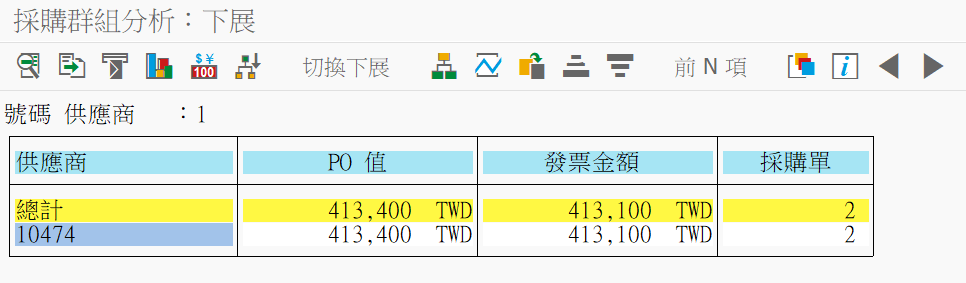 採購群組分析：下展
$¥
100
切換下展
前 N 項
i
號碼 供應商 ：1
供應商 PO 值 發票金額 採購單
總計 413,400 TWD 413,100 TWD 2
10474 413,400 TWD 413,100 TWD 2